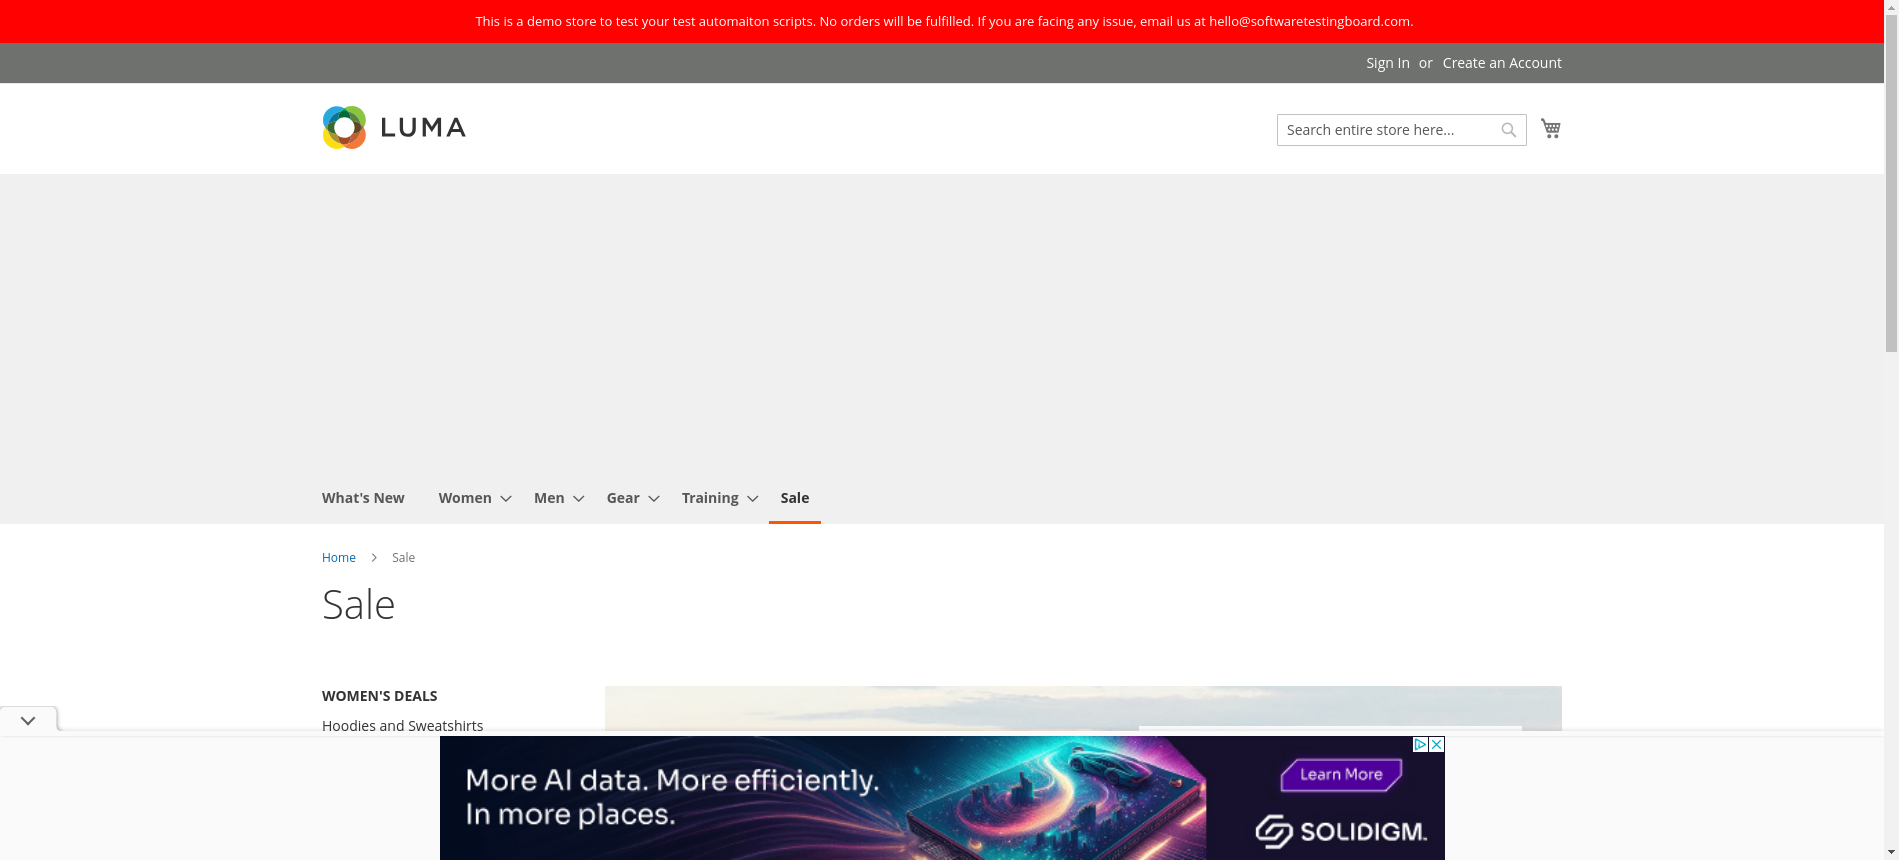 This is a demo store to test your test automaiton scripts. No orders will be fulfilled. If you are facing any issue, email us at hello@softwaretestingboard.com.
Sign In or Create an Account
LUMA
Search entire store here...
What's New Women Men Gear Training Sale
Home Sale
Sale
WOMEN'S DEALS
Hoodies and Sweatshirts
More AI data. More efficiently.
In more places.
Learn More
SOLIDIGM.